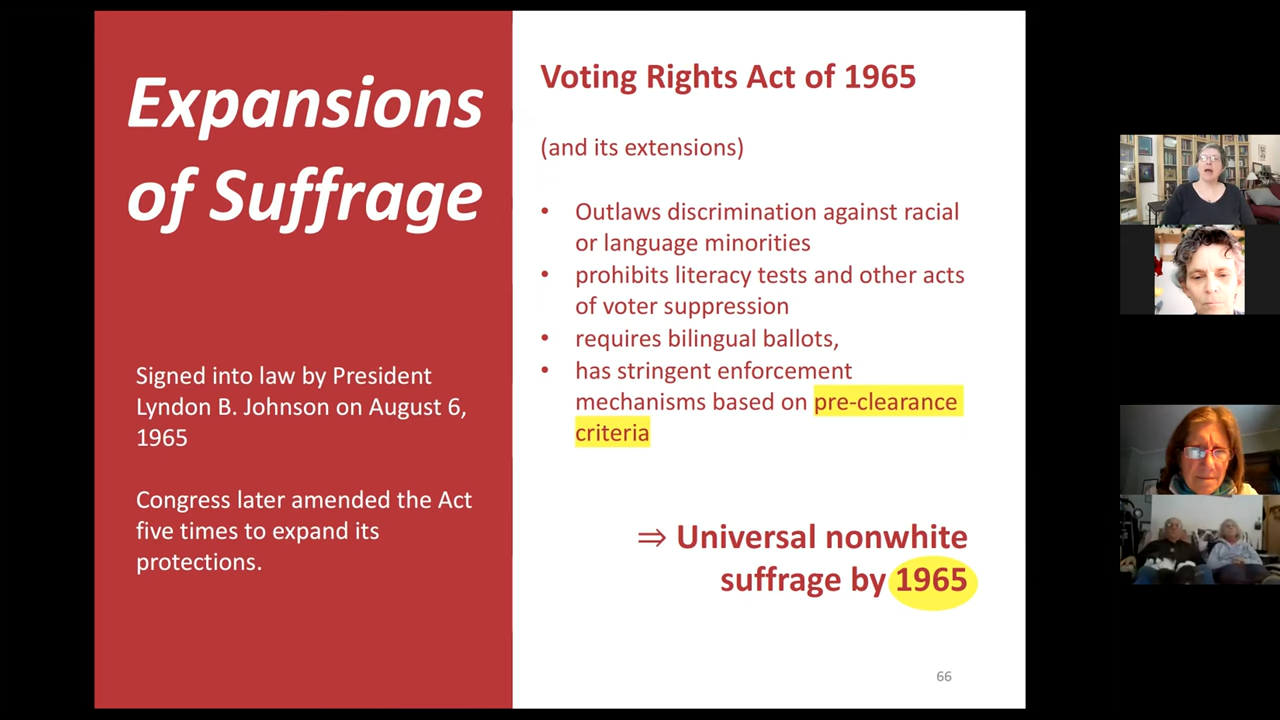 Expansions
of Suffrage
Signed into law by President
Lyndon B. Johnson on August 6,
1965
Congress later amended the Act
five times to expand its
protections.
Voting Rights Act of 1965
(and its extensions)
• Outlaws discrimination against racial
or language minorities
• prohibits literacy tests and other acts
of voter suppression
• requires bilingual ballots,
• has stringent enforcement
mechanisms based on pre-clearance
criteria
⇒ Universal nonwhite
suffrage by 1965
66